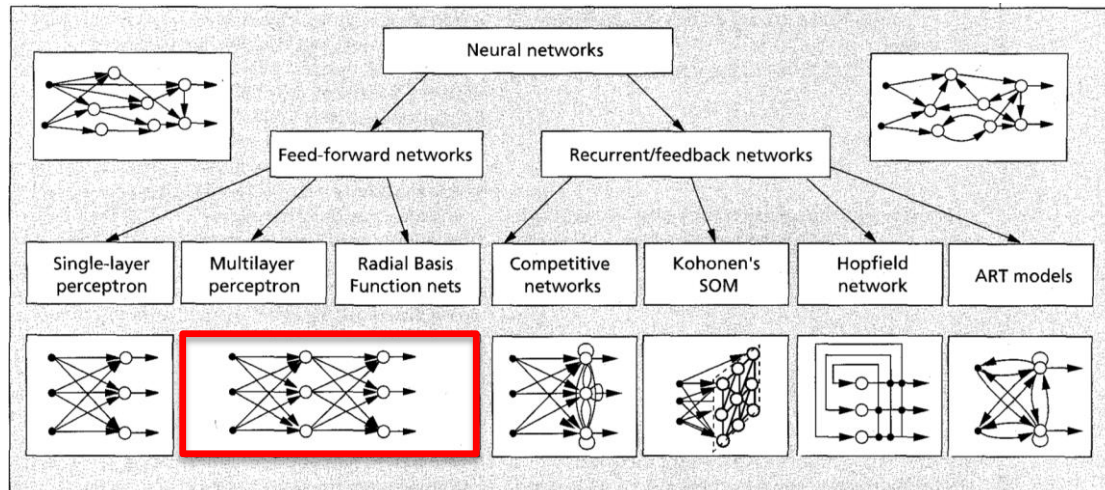 Neural networks
Feed-forward networks
Recurrent/feedback networks
Single-layer
perceptron
Multilayer
perceptron
Radial Basis
Function nets
Competitive
networks
Kohonen's
SOM
Hopfield
network
ART models